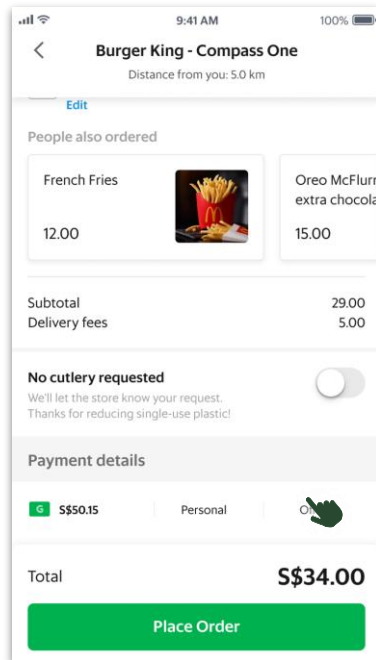 9:41 AM
100%
Burger King - Compass One
Distance from you: 5.0 km
Edit
People also ordered
French Fries
12.00
Oreo
extra
15.00
Subtotal 29.00
Delivery fees 5.00
No cutlery requested
We'll let the store know your request.
Thanks for reducing single-use plastic!
Payment details
G S$50.15 Personal
Total S$34.00
Place Order